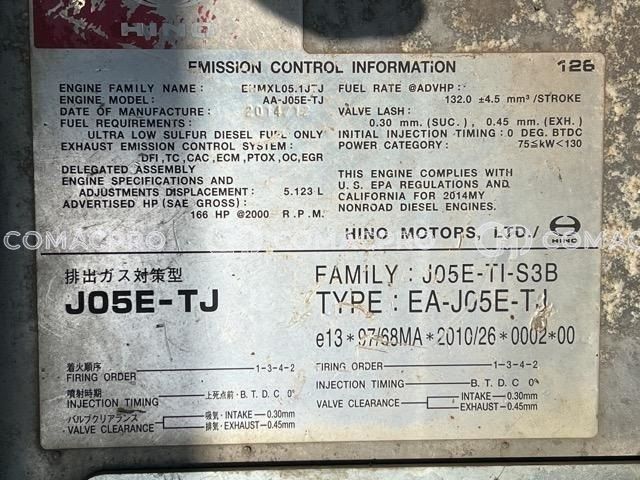 HINO
EMISSION CONTROL INFORMATION 126
ENGINE FAMILY NAME: EHMXL05.1JTJ
ENGINE MODEL: AA-J05E-TJ
DATE OF MANUFACTURE: 2014/12
FUEL REQUIREMENTS:
ULTRA LOW SULFUR DIESEL FUEL ONLY
EXHAUST EMISSION CONTROL SYSTEM:
DFI,TC,CAC,ECM,PTOX,OC,EGR
DELEGATED ASSEMBLY
ENGINE SPECIFICATIONS AND
ADJUSTMENTS DISPLACEMENT: 5.123 L
ADVERTISED HP (SAE GROSS):
166 HP @2000 R.P.M.
FUEL RATE @ADVHP:
132.0 ±4.5 mm³/STROKE
VALVE LASH:
0.30 mm.(SUC.), 0.45 mm.(EXH.)
INITIAL INJECTION TIMING:0 DEG. BTDC
POWER CATEGORY: 75≦kW<130
THIS ENGINE COMPLIES WITH
U.S. EPA REGULATIONS AND
CALIFORNIA FOR 2014MY
NONROAD DIESEL ENGINES.
HINO MOTORS, LTD./ HINO
COMACPRO COMACPRO COMACPRO COMACPRO
排出ガス対策型
J05E-TJ
FAMILY : J05E-TI-S3B
TYPE : EA-J05E-TJ
e13*97/68MA*2010/26*0002*00
着火順序
FIRING ORDER 1-3-4-2
噴射時期
INJECTION TIMING 上死点前・B.T.D.C 0°
バルブクリアランス
VALVE CLEARANCE
吸気・INTAKE-0.30mm
排気・EXHAUST-0.45mm
FIRING ORDER 1-3-4-2
INJECTION TIMING B.T.D.C 0°
VALVE CLEARANCE
INTAKE-0.30mm
EXHAUST-0.45mm